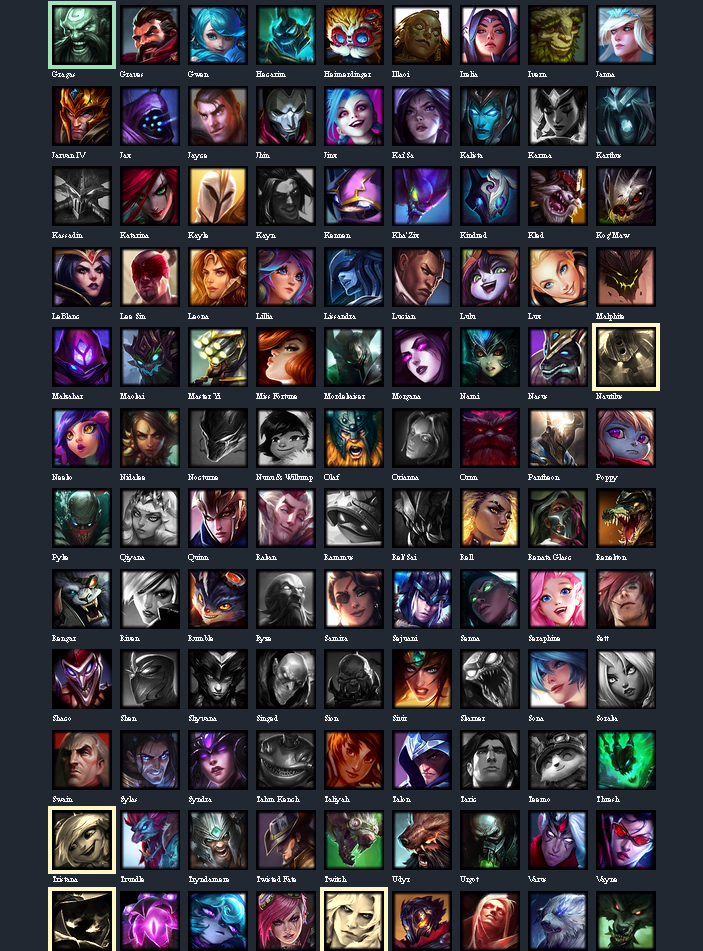 Gragas Graves Gwen Hecarim Heimerdinger Illaoi Irelia Ivern Janna
Jarvan IV Jax Jayce Jhin Jinx Kai'Sa Kalista Karma Karthus
Kassadin Katarina Kayle Kayn Kennen Kha'Zix Kindred Kled Kog'Maw
LeBlanc Lee Sin Leona Lillia Lissandra Lucian Lulu Lux Malphite
Malzahar Maokai Master Yi Miss Fortune Mordekaiser Morgana Nami Nasus Nautilus
Neeko Nidalee Nocturne Nunu & Willump Olaf Orianna Ornn Pantheon Poppy
Pyke Qiyana Quinn Rakan Rammus Rek'Sai Rell Renata Glasc Renekton
Rengar Riven Rumble Ryze Samira Sejuani Senna Seraphine Sett
Shaco Shen Shyvana Singed Sion Sivir Skarner Sona Soraka
Swain Sylas Syndra Tahm Kench Taliyah Talon Taric Teemo Thresh
Tristana Trundle Tryndamere Twisted Fate Twitch Udyr Urgot Varus Vayne